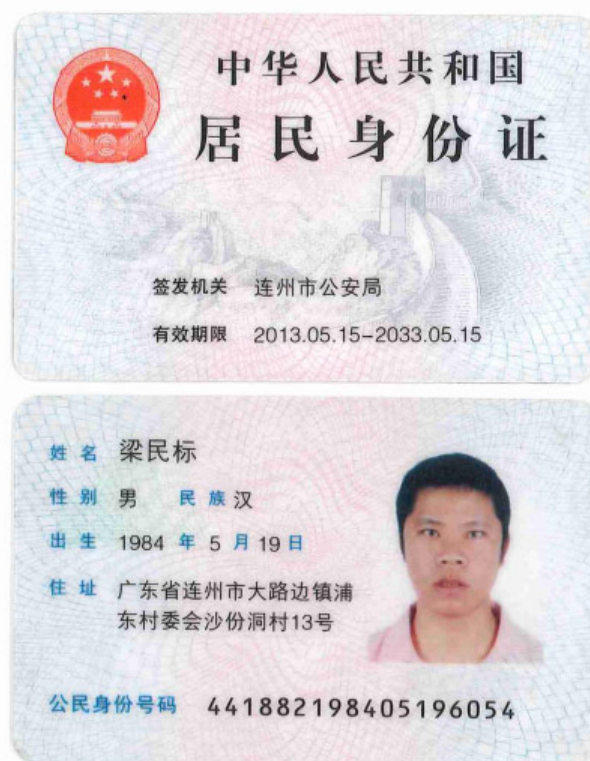 中华人民共和国
居民身份证
签发机关 连州市公安局
有效期限 2013.05.15-2033.05.15
姓名 梁民标
性别 男 民族 汉
出生 1984 年 5 月 19 日
住址 广东省连州市大路边镇浦
东村委会沙份洞村13号
公民身份号码 441882198405196054